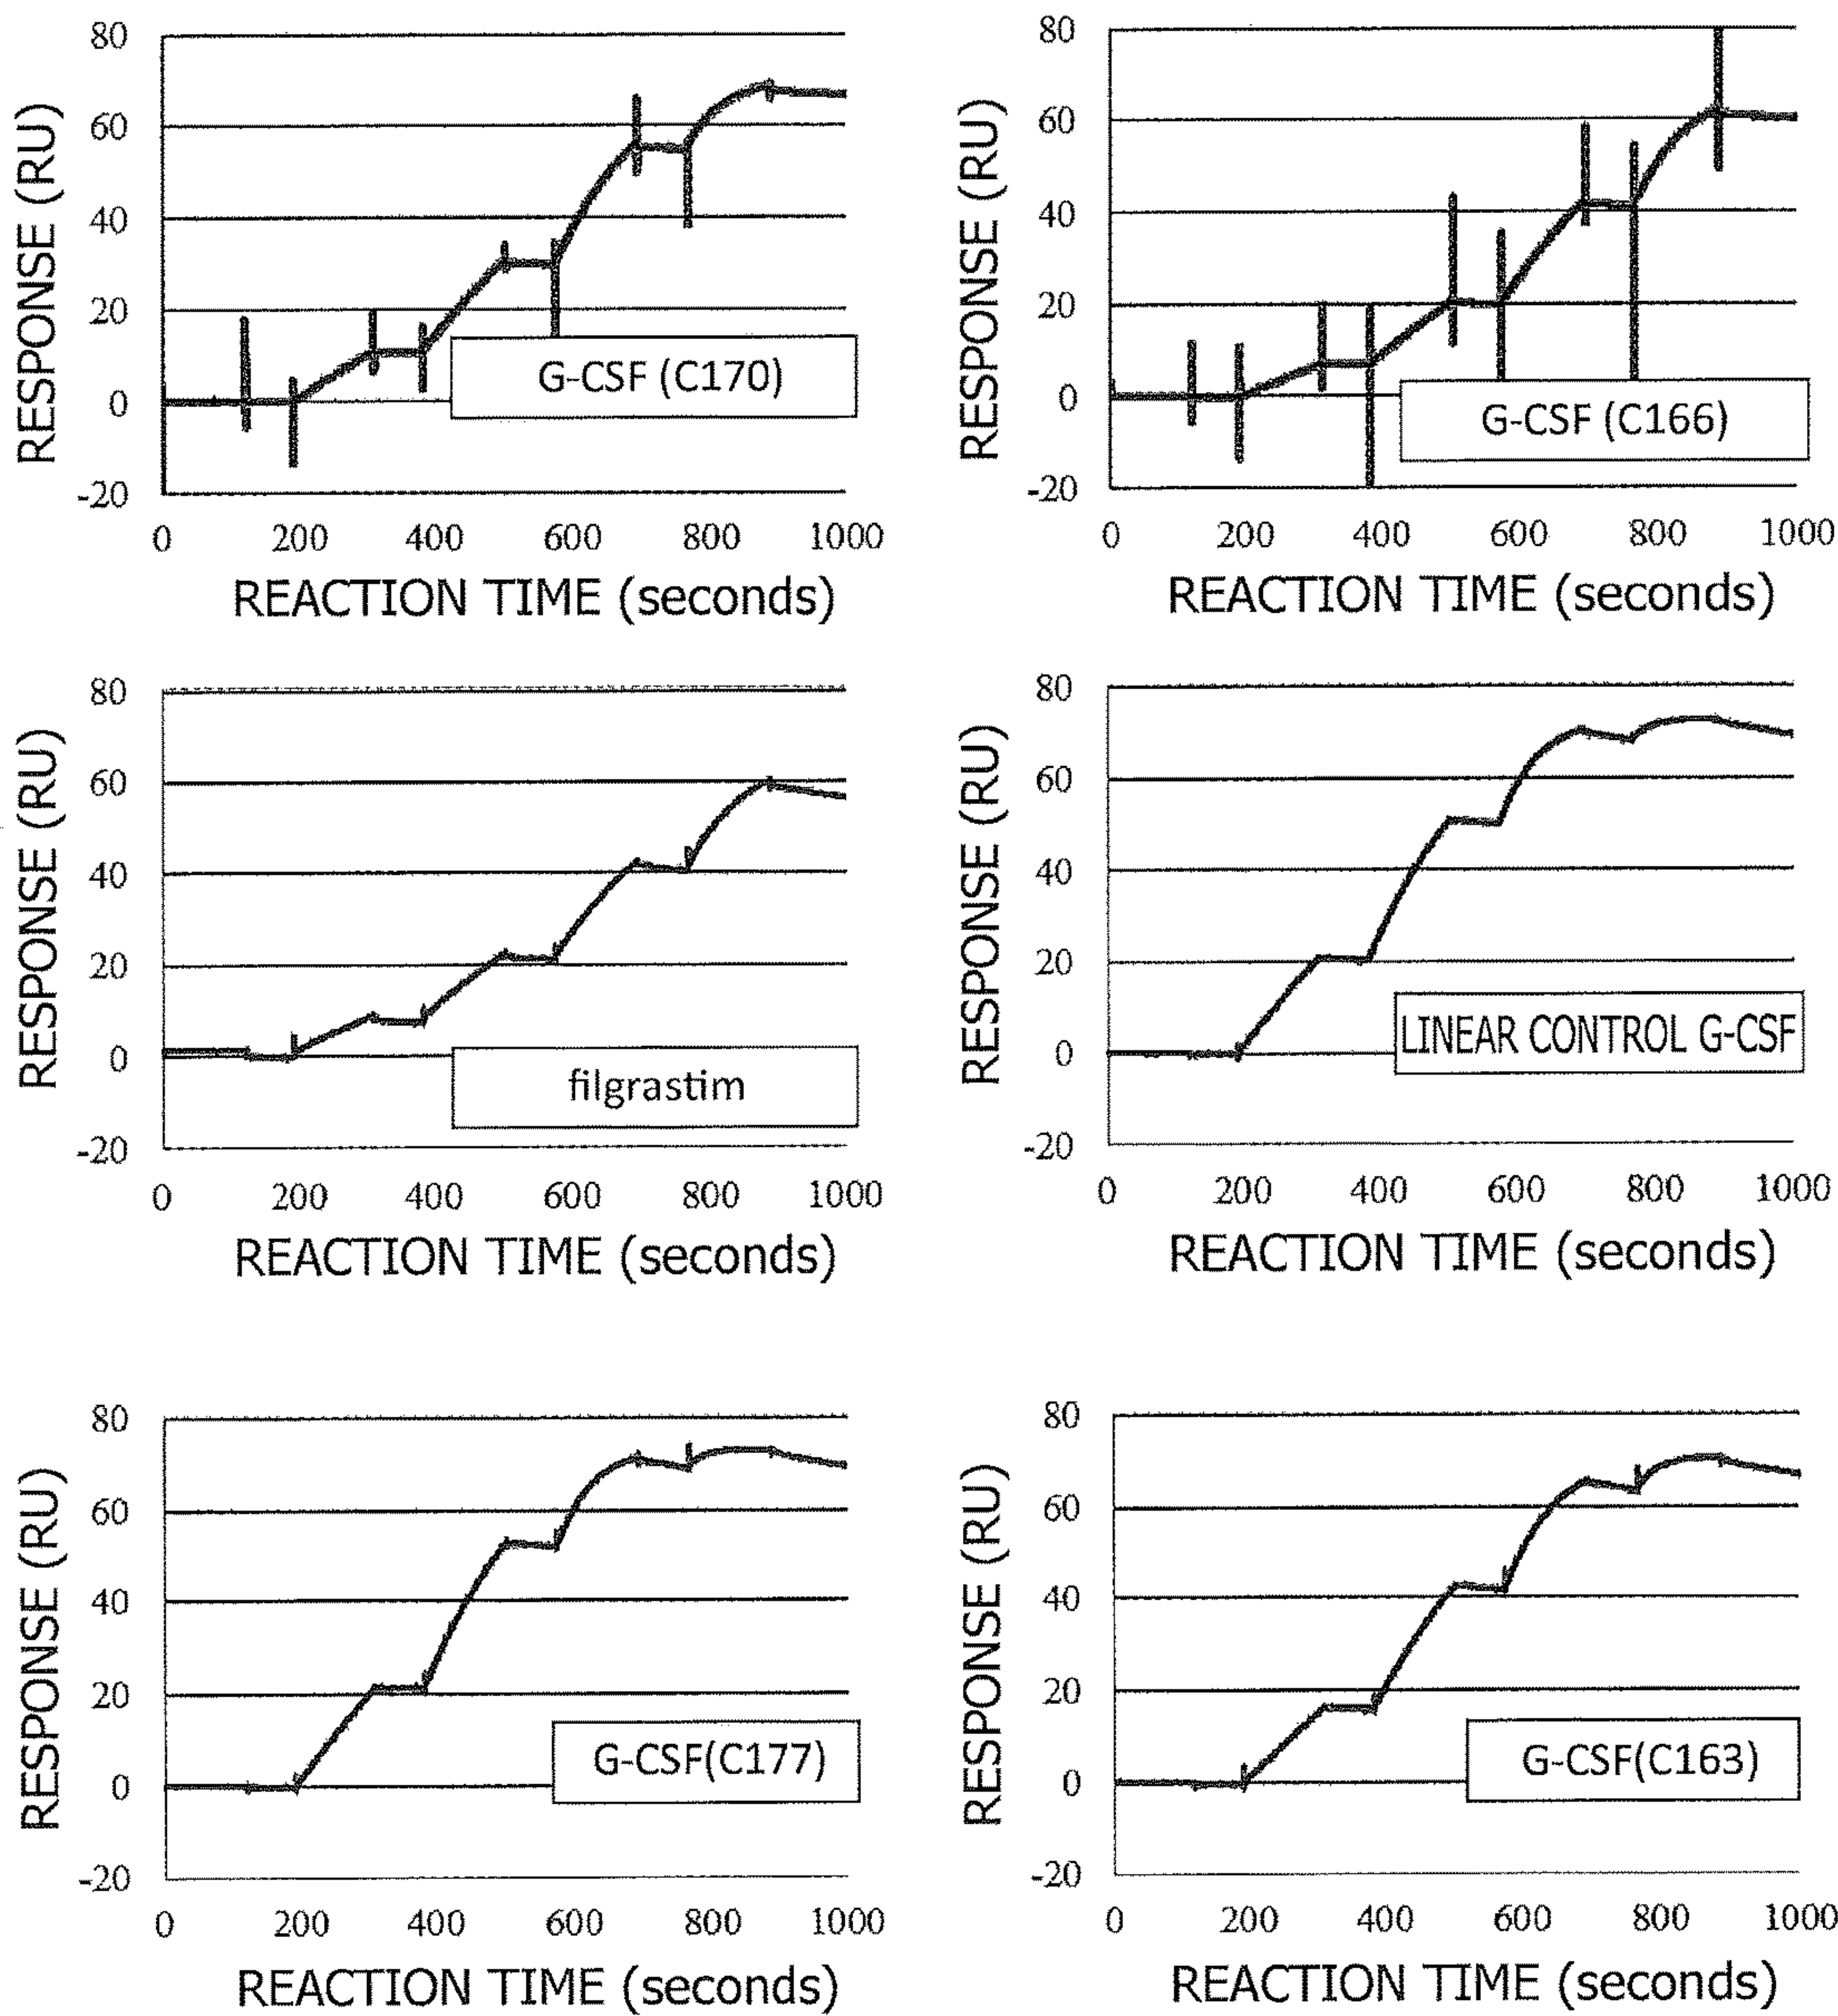 80
60
40
20
0
-20
RESPONSE (RU)
G-CSF (C170)
0 200 400 600 800 1000
REACTION TIME (seconds)
80
60
40
20
0
-20
RESPONSE (RU)
G-CSF (C166)
0 200 400 600 800 1000
REACTION TIME (seconds)
80
60
40
20
0
-20
RESPONSE (RU)
filgrastim
0 200 400 600 800 1000
REACTION TIME (seconds)
80
60
40
20
0
-20
RESPONSE (RU)
LINEAR CONTROL G-CSF
0 200 400 600 800 1000
REACTION TIME (seconds)
80
60
40
20
0
-20
RESPONSE (RU)
G-CSF(C177)
0 200 400 600 800 1000
REACTION TIME (seconds)
80
60
40
20
0
-20
RESPONSE (RU)
G-CSF(C163)
0 200 400 600 800 1000
REACTION TIME (seconds)